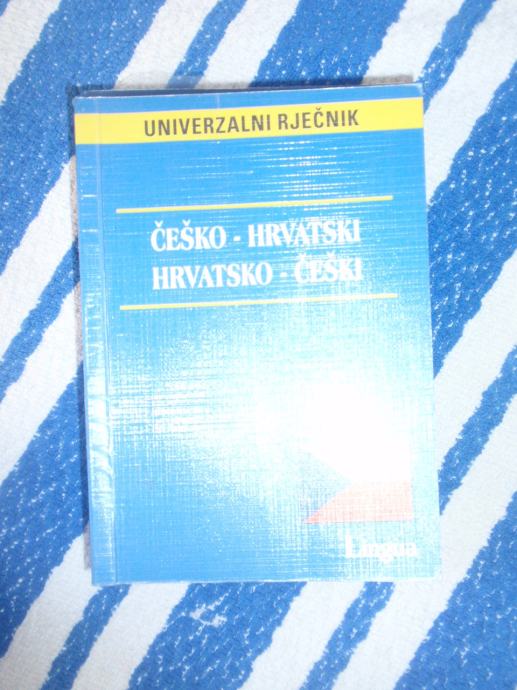 UNIVERZALNI RJEČNIK
ČEŠKO - HRVATSKI
HRVATSKO - ČEŠKI
Lingua